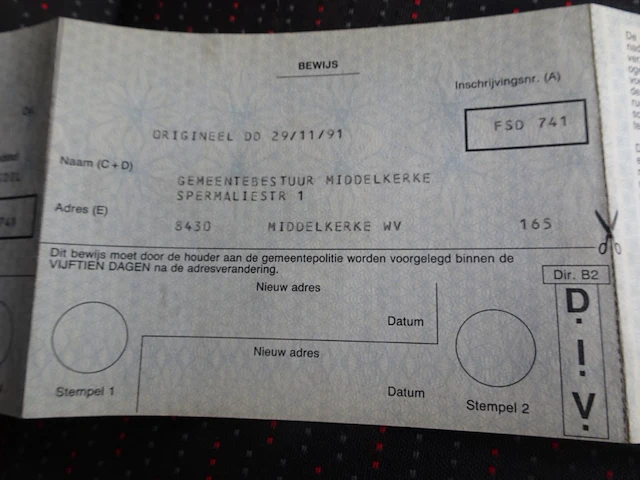 BEWIJS
Inschrijvingsnr. (A)
ORIGINEEL DD 29/11/91
FSD 741
Naam (C + D)
GEMEENTEBESTUUR MIDDELKERKE
SPERMALIESTR 1
Adres (E)
8430 MIDDELKERKE WV 165
Dit bewijs moet door de houder aan de gemeentepolitie worden voorgelegd binnen de
VIJFTIEN DAGEN na de adresverandering.
Dir. B2
Nieuw adres
D.I.V.
Datum
Nieuw adres
Stempel 1
Datum
Stempel 2